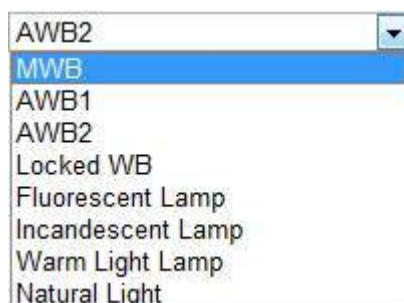 AWB2
MWB
AWB1
AWB2
Locked WB
Fluorescent Lamp
Incandescent Lamp
Warm Light Lamp
Natural Light